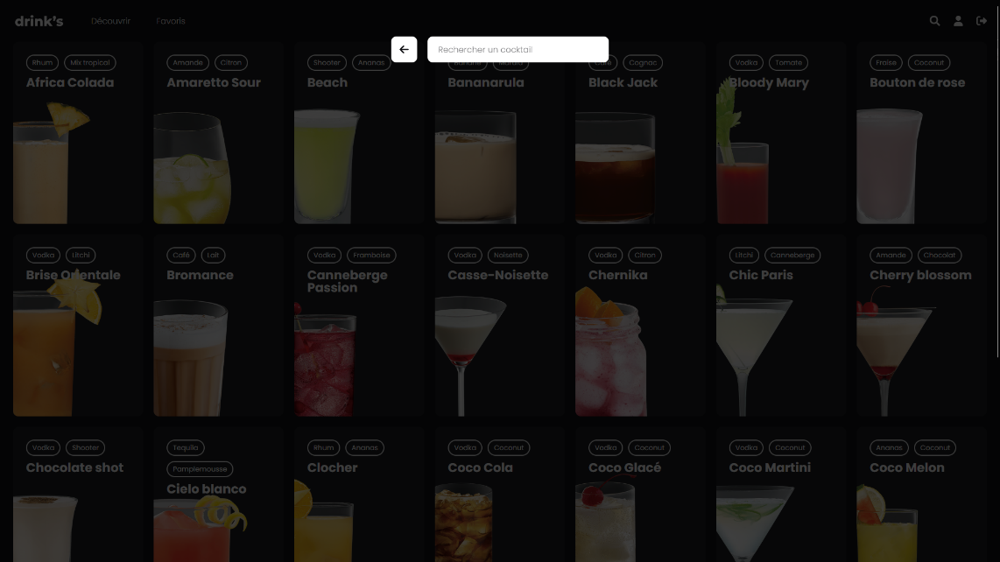 drink's
Découvrir
Favoris
Rechercher un cocktail
Rhum
Mix tropical
Africa Colada
Amande
Citron
Amaretto Sour
Shooter
Ananas
Beach
Banane
Bananarula
Café
Cognac
Black Jack
Vodka
Tomate
Bloody Mary
Fraise
Coconut
Bouton de rose
Vodka
Litchi
Brise Orientale
Café
Lait
Bromance
Vodka
Framboise
Canneberge
Passion
Vodka
Noisette
Casse-Noisette
Vodka
Citron
Chernika
Litchi
Canneberge
Chic Paris
Amande
Chocolat
Cherry blossom
Vodka
Shooter
Chocolate shot
Tequila
Pamplemousse
Cielo blanco
Rhum
Ananas
Clocher
Vodka
Coconut
Coco Cola
Vodka
Coconut
Coco Glacé
Vodka
Coconut
Coco Martini
Ananas
Coconut
Coco Melon